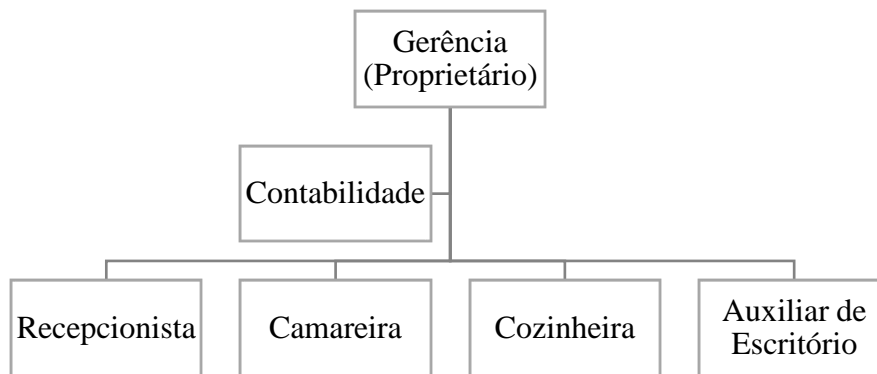 Gerência
(Proprietário)
Contabilidade
Recepcionista
Camareira
Cozinheira
Auxiliar de
Escritório